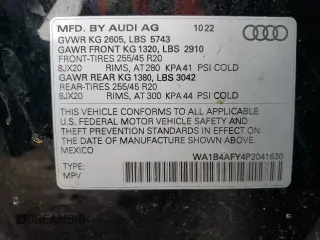 MFD. BY AUDI AG 10 22
GVWR KG 2605, LBS 5743
GAWR FRONT KG 1320, LBS 2910
FRONT-TIRES 255/45 R20
8JX20 RIMS, AT 280 KPA 41 PSI COLD
GAWR REAR KG 1380, LBS 3042
REAR-TIRES 255/45 R20
8JX20 RIMS, AT 300 KPA 44 PSI COLD
THIS VEHICLE CONFORMS TO ALL APPLICABLE
U.S. FEDERAL MOTOR VEHICLE SAFETY AND
THEFT PREVENTION STANDARDS IN EFFECT ON
THE DATE OF MANUFACTURE SHOWN ABOVE.
MEXICO WA1B4AFY4P2041630
TYPE:
MPV